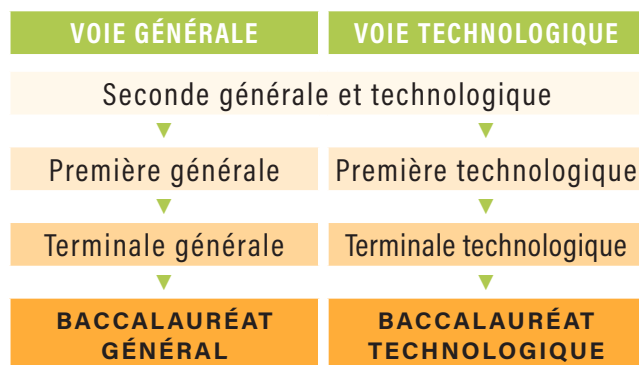 VOIE GÉNÉRALE
VOIE TECHNOLOGIQUE
Seconde générale et technologique
Première générale
Première technologique
Terminale générale
Terminale technologique
BACCALAURÉAT
GÉNÉRAL
BACCALAURÉAT
TECHNOLOGIQUE